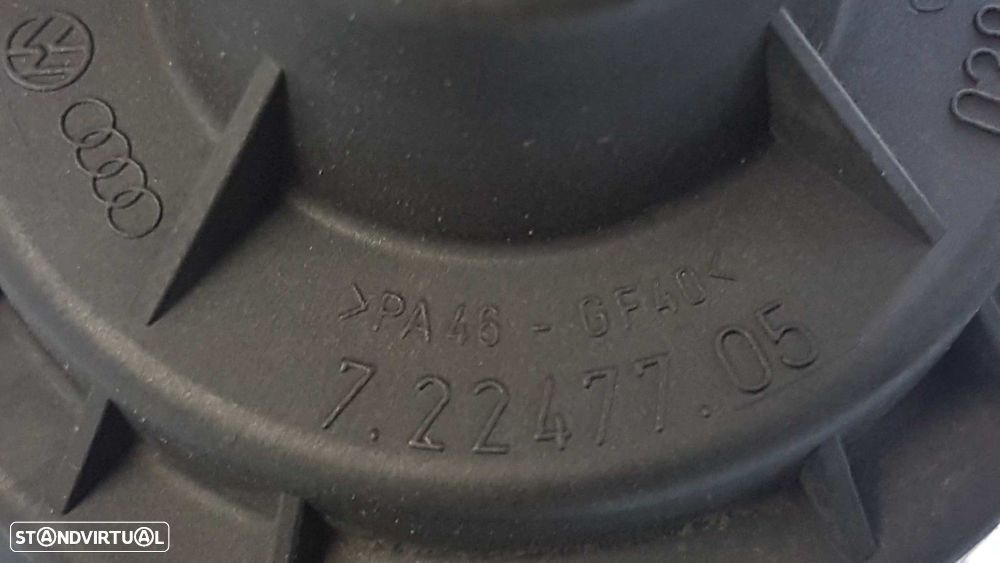 >PA46 - GF40<
7.22477.05
STANDVIRTUAL